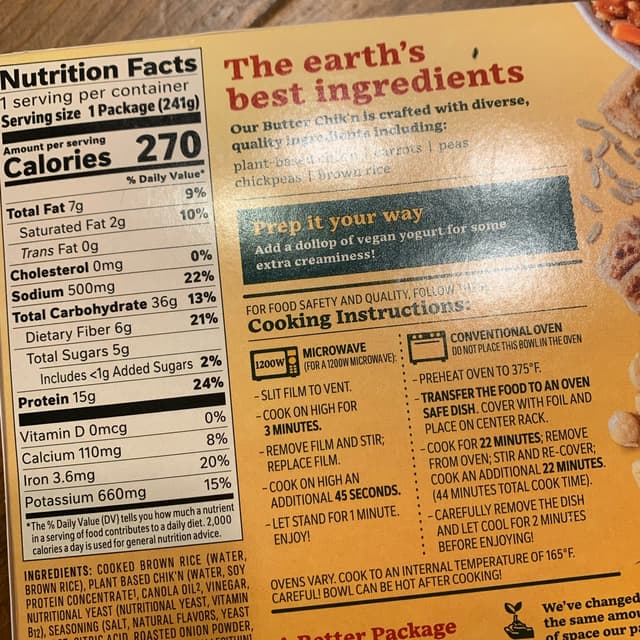 Nutrition Facts
1 serving per container
Serving size 1 Package (241g)
Amount per serving
Calories 270
% Daily Value*
Total Fat 7g 9%
Saturated Fat 2g 10%
Trans Fat 0g
Cholesterol 0mg 0%
Sodium 500mg 22%
Total Carbohydrate 36g 13%
Dietary Fiber 6g 21%
Total Sugars 5g
Includes <1g Added Sugars 2%
Protein 15g 24%
Vitamin D 0mcg 0%
Calcium 110mg 8%
Iron 3.6mg 20%
Potassium 660mg 15%
*The % Daily Value (DV) tells you how much a nutrient
in a serving of food contributes to a daily diet. 2,000
calories a day is used for general nutrition advice.
INGREDIENTS: COOKED BROWN RICE (WATER,
BROWN RICE), PLANT BASED CHIK'N (WATER, SOY
PROTEIN CONCENTRATE), CANOLA OIL², VINEGAR,
NUTRITIONAL YEAST (NUTRITIONAL YEAST, VITAMIN
B12), SEASONING (SALT, NATURAL FLAVORS, YEAST
CITRIC ACID, ROASTED ONION POWDER,
The earth's
best ingredients
Our Butter Chik'n is crafted with diverse,
quality ingredients including:
plant-based chik'n | carrots | peas
chickpeas | brown rice
Prep it your way
Add a dollop of vegan yogurt for some
extra creaminess!
FOR FOOD SAFETY AND QUALITY, FOLLOW THESE
Cooking Instructions:
1200W
MICROWAVE
(FOR A 1200W MICROWAVE):
- SLIT FILM TO VENT.
- COOK ON HIGH FOR
3 MINUTES.
- REMOVE FILM AND STIR;
REPLACE FILM.
- COOK ON HIGH AN
ADDITIONAL 45 SECONDS.
- LET STAND FOR 1 MINUTE.
ENJOY!
CONVENTIONAL OVEN
DO NOT PLACE THIS BOWL IN THE OVEN
- PREHEAT OVEN TO 375°F.
- TRANSFER THE FOOD TO AN OVEN
SAFE DISH. COVER WITH FOIL AND
PLACE ON CENTER RACK.
- COOK FOR 22 MINUTES; REMOVE
FROM OVEN; STIR AND RE-COVER;
COOK AN ADDITIONAL 22 MINUTES.
(44 MINUTES TOTAL COOK TIME).
- CAREFULLY REMOVE THE DISH
AND LET COOL FOR 2 MINUTES
BEFORE ENJOYING!
OVENS VARY. COOK TO AN INTERNAL TEMPERATURE OF 165°F.
CAREFUL! BOWL CAN BE HOT AFTER COOKING!
Better Package
We've changed
the same amou
of space our p